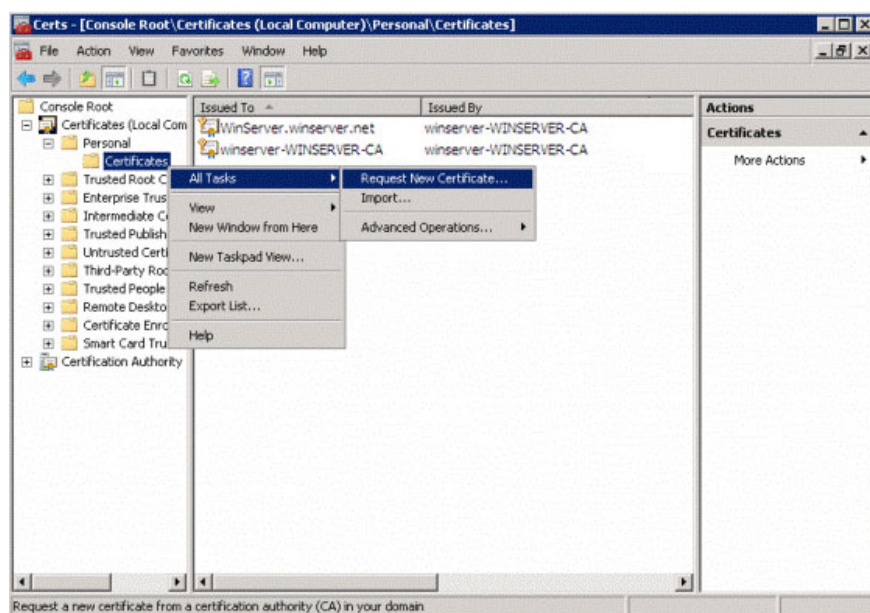 Certs - [Console Root\Certificates (Local Computer)\Personal\Certificates]
File Action View Favorites Window Help
Console Root
Certificates (Local Com
Personal
Certificates
Trusted Root C
Enterprise Trus
Intermediate C
Trusted Publish
Untrusted Certi
Third-Party Roo
Trusted People
Remote Deskto
Certificate Enro
Smart Card Tru
Certification Authority
Issued To Issued By
WinServer.winserver.net winserver-WINSERVER-CA
winserver-WINSERVER-CA winserver-WINSERVER-CA
All Tasks
View
New Window from Here
New Taskpad View...
Refresh
Export List...
Help
Request New Certificate...
Import...
Advanced Operations...
Actions
Certificates
More Actions
Request a new certificate from a certification authority (CA) in your domain